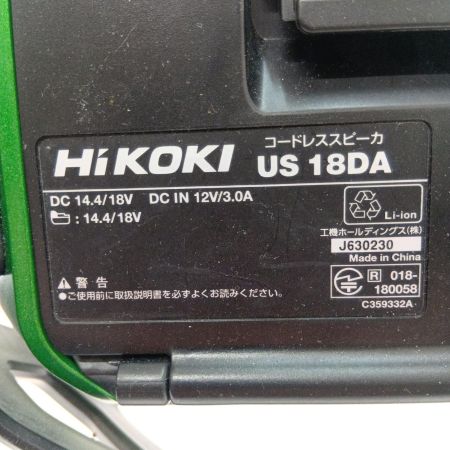 コードレススピーカ
HiKOKI US 18DA
DC 14.4/18V DC IN 12V/3.0A
: 14.4/18V
Li-ion
工機ホールディングス(株)
J630230
Made in China
警告
●ご使用前に取扱説明書を必ずよくお読みください。
R 018-
180058
C359332A